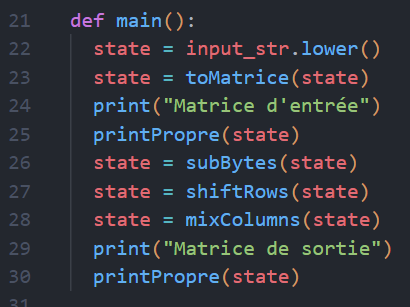 21 def main():
22 state = input_str.lower()
23 state = toMatrice(state)
24 print("Matrice d'entrée")
25 printPropre(state)
26 state = subBytes(state)
27 state = shiftRows(state)
28 state = mixColumns(state)
29 print("Matrice de sortie")
30 printPropre(state)
31